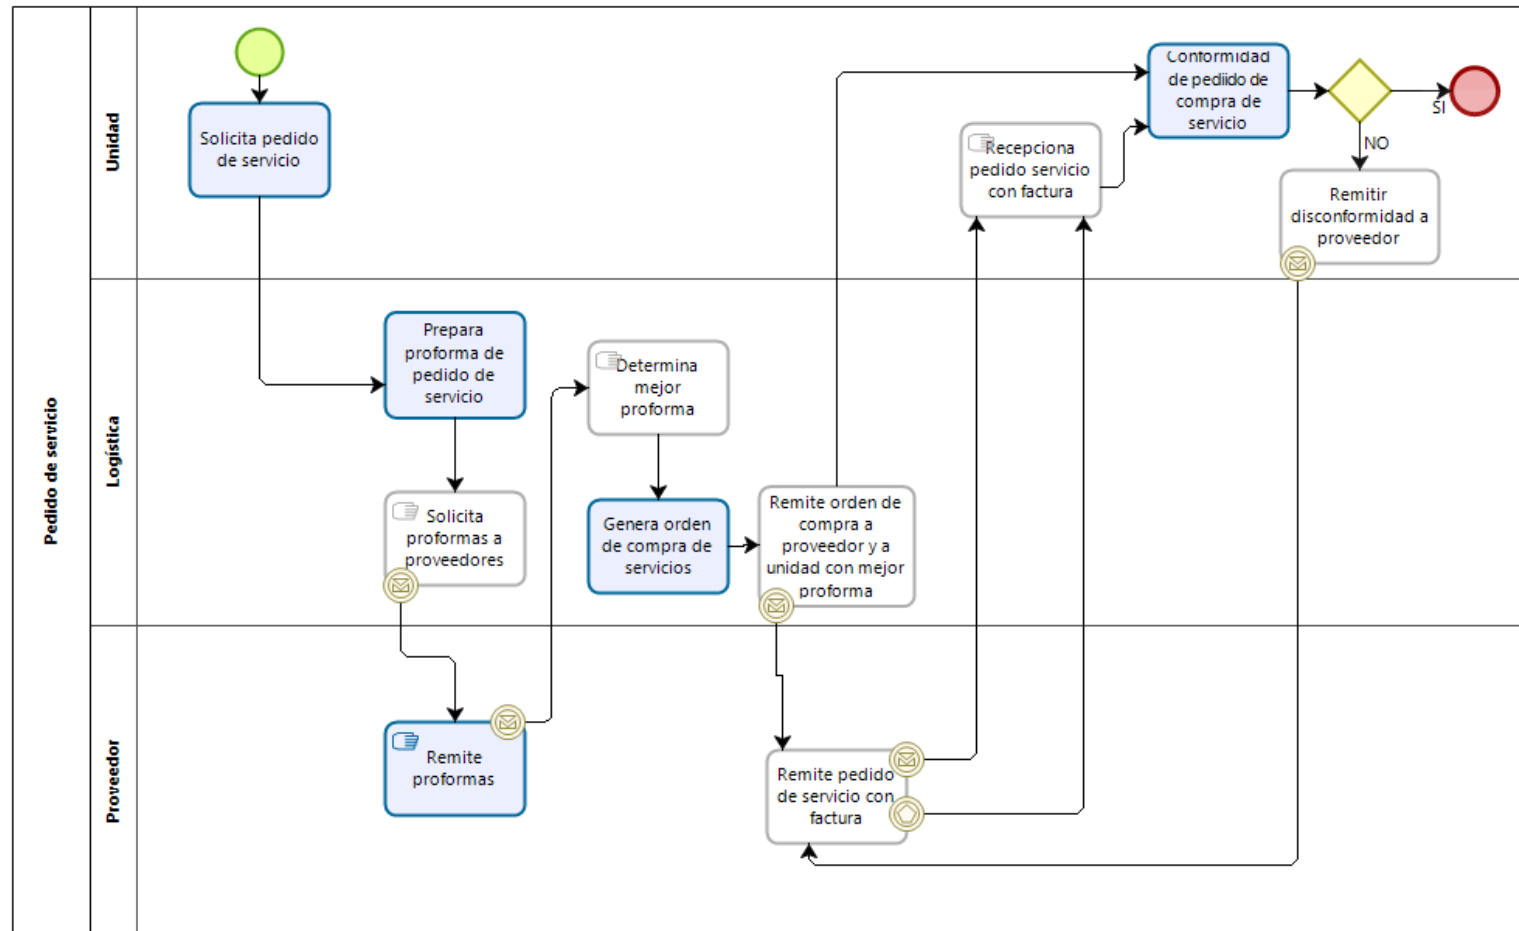 Pedido de servicio
Unidad
Solicita pedido
de servicio
Recepciona
pedido servicio
con factura
Conformidad
de pediido de
compra de
servicio
SI
NO
Remitir
disconformidad a
proveedor
Logística
Prepara
proforma de
pedido de
servicio
Solicita
proformas a
proveedores
Determina
mejor
proforma
Genera orden
de compra de
servicios
Remite orden de
compra a
proveedor y a
unidad con mejor
proforma
Proveedor
Remite
proformas
Remite pedido
de servicio con
factura